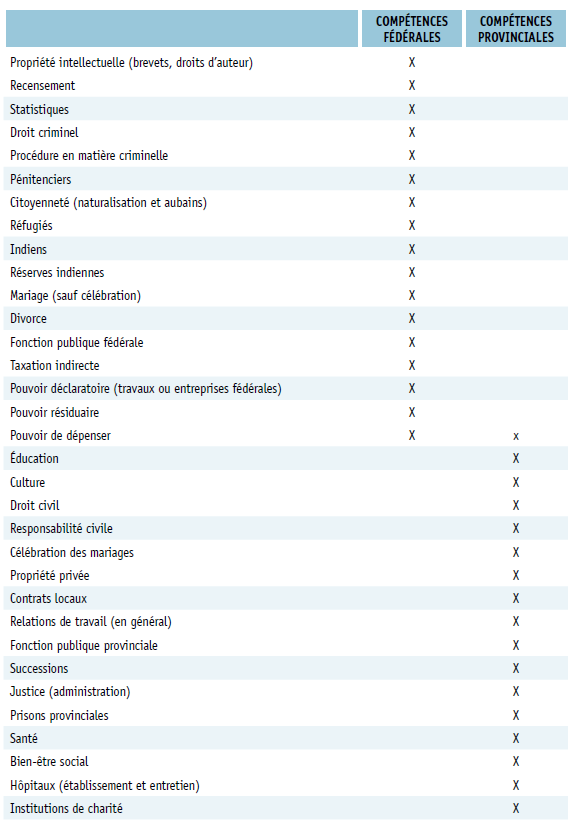 COMPÉTENCES FÉDÉRALES COMPÉTENCES PROVINCIALES
Propriété intellectuelle (brevets, droits d'auteur) X
Recensement X
Statistiques X
Droit criminel X
Procédure en matière criminelle X
Pénitenciers X
Citoyenneté (naturalisation et aubains) X
Réfugiés X
Indiens X
Réserves indiennes X
Mariage (sauf célébration) X
Divorce X
Fonction publique fédérale X
Taxation indirecte X
Pouvoir déclaratoire (travaux ou entreprises fédérales) X
Pouvoir résiduaire X
Pouvoir de dépenser X x
Éducation X
Culture X
Droit civil X
Responsabilité civile X
Célébration des mariages X
Propriété privée X
Contrats locaux X
Relations de travail (en général) X
Fonction publique provinciale X
Successions X
Justice (administration) X
Prisons provinciales X
Santé X
Bien-être social X
Hôpitaux (établissement et entretien) X
Institutions de charité X